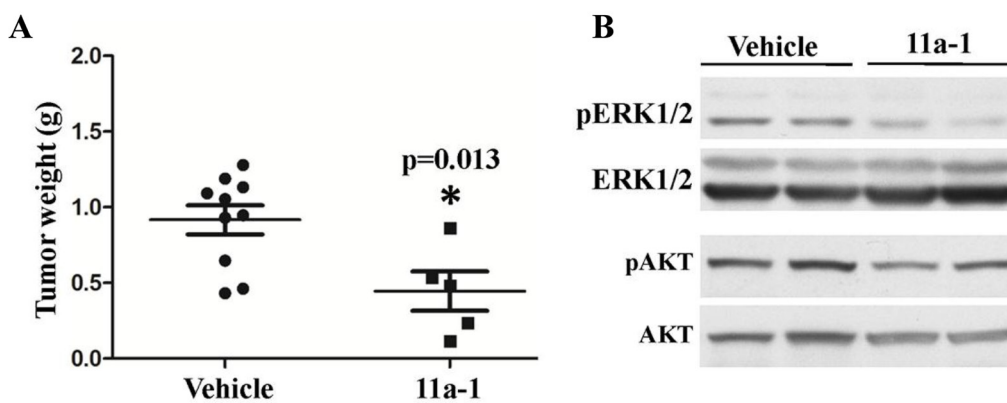 A
Tumor weight (g)
2.0
1.5
1.0
0.5
0.0
p=0.013
*
Vehicle
11a-1
B
Vehicle
11a-1
pERK1/2
ERK1/2
pAKT
AKT